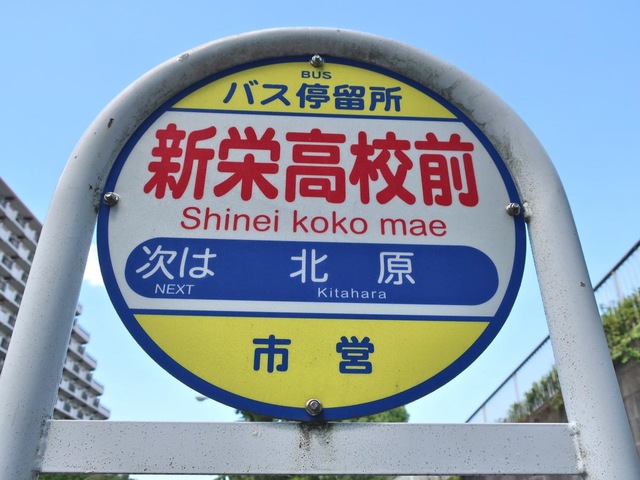 BUS
バス停留所
新栄高校前
Shinei koko mae
次は 北原
NEXT Kitahara
市営